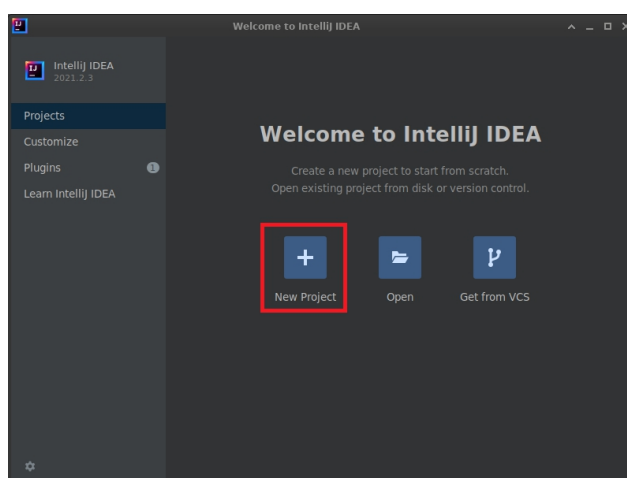 Welcome to IntelliJ IDEA
IJ
IntelliJ IDEA
2021.2.3
Projects
Customize
Plugins
1
Learn IntelliJ IDEA
Welcome to IntelliJ IDEA
Create a new project to start from scratch.
Open existing project from disk or version control.
New Project
Open
Get from VCS